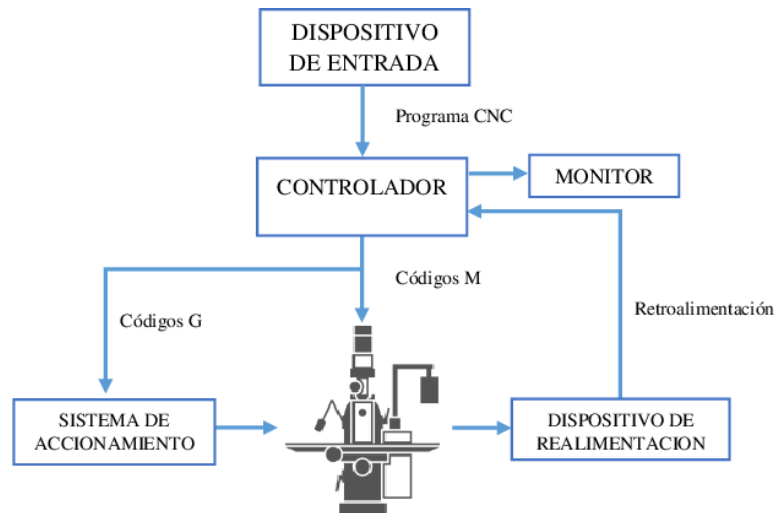 DISPOSITIVO
DE ENTRADA
Programa CNC
CONTROLADOR
MONITOR
Códigos M
Códigos G
Retroalimentación
SISTEMA DE
ACCIONAMIENTO
DISPOSITIVO DE
REALIMENTACION